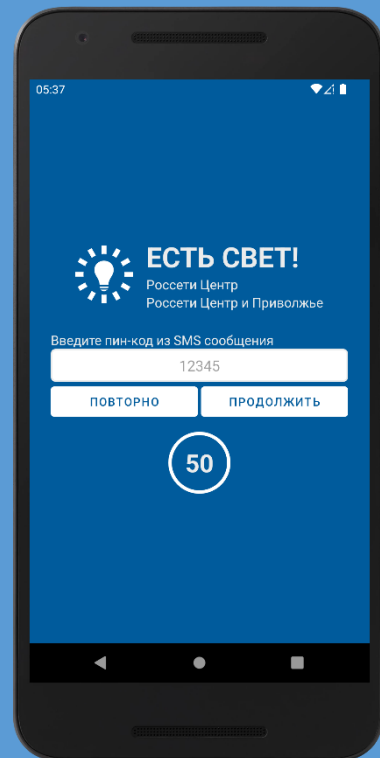 05:37
ЕСТЬ СВЕТ!
Россети Центр
Россети Центр и Приволжье
Введите пин-код из SMS сообщения
12345
ПОВТОРНО ПРОДОЛЖИТЬ
50